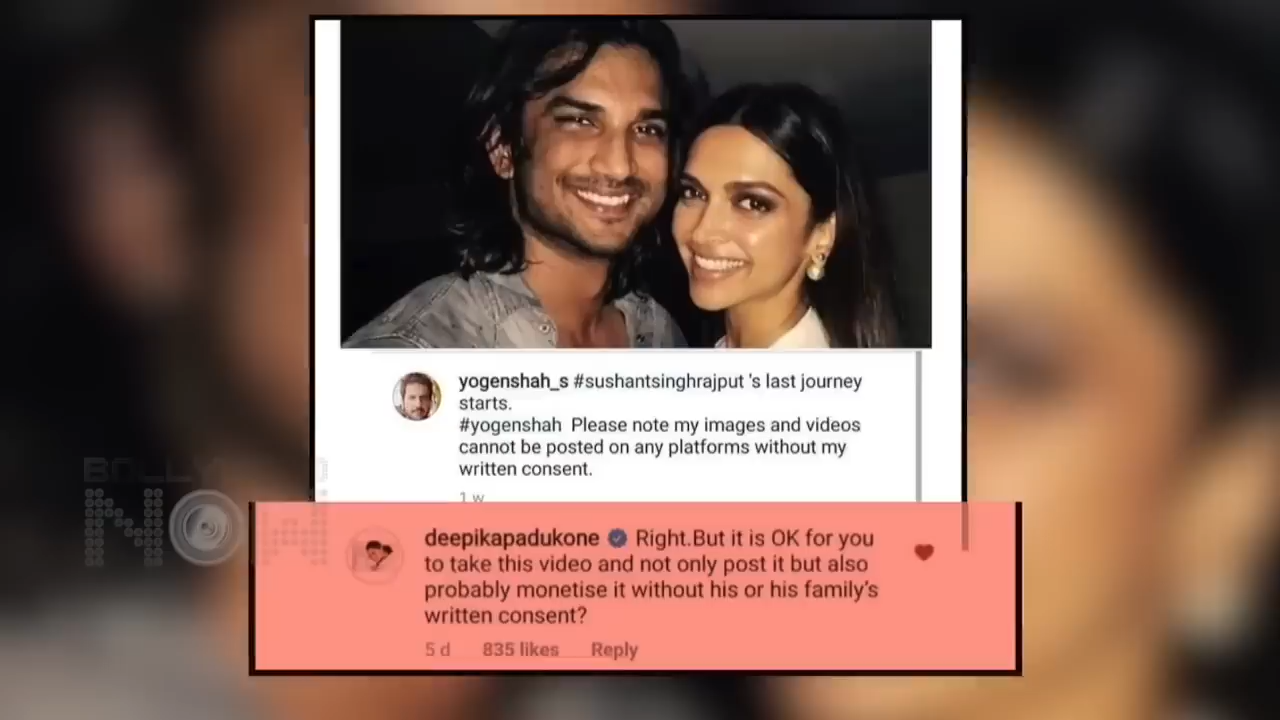 yogenshah_s #sushantsinghrajput 's last journey
starts.
#yogenshah Please note my images and videos
cannot be posted on any platforms without my
written consent.
1 w
BOLLY
NOW
deepikapadukone Right.But it is OK for you
to take this video and not only post it but also
probably monetise it without his or his family's
written consent?
5 d 835 likes Reply